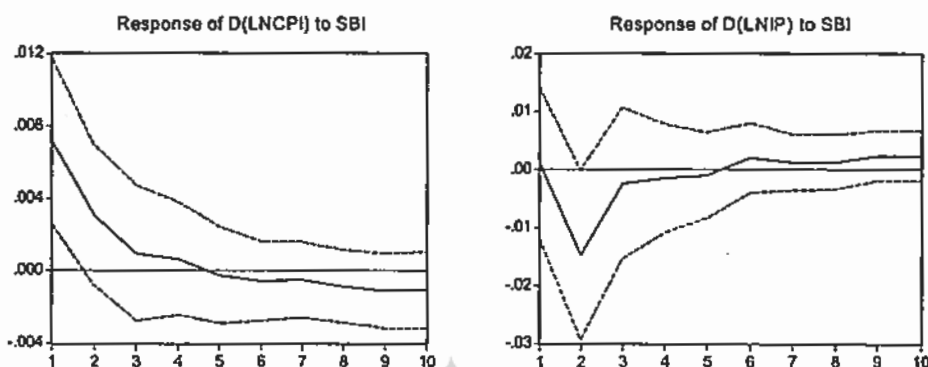 Response of D(LNCPI) to SBI
.012
.008
.004
.000
-.004
1 2 3 4 5 6 7 8 9 10
Response of D(LNIP) to SBI
.02
.01
.00
-.01
-.02
-.03
1 2 3 4 5 6 7 8 9 10